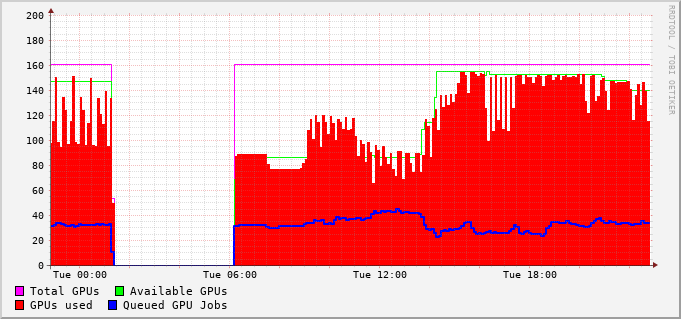 200
180
160
140
120
100
80
60
40
20
0
Tue 00:00 Tue 06:00 Tue 12:00 Tue 18:00
Total GPUs Available GPUs
GPUs used Queued GPU Jobs
RRDTOOL / TOBI OETIKER